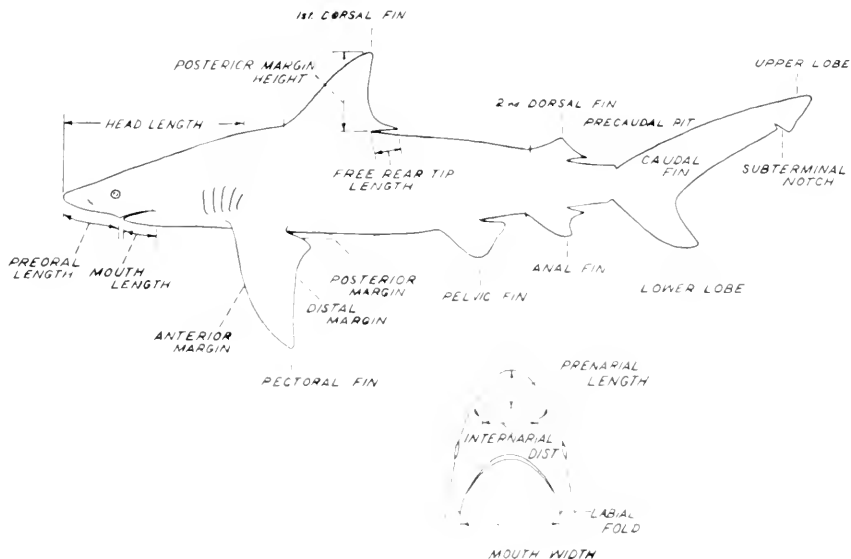 1st. DORSAL FIN
POSTERIOR MARGIN
HEIGHT
UPPER LOBE
2nd DORSAL FIN
PRECAUDAL PIT
HEAD LENGTH
CAUDAL
FIN
SUBTERMINAL
NOTCH
FREE REAR TIP
LENGTH
PREORAL
LENGTH
MOUTH
LENGTH
POSTERIOR
MARGIN
DISTAL
MARGIN
ANTERIOR
MARGIN
PELVIC FIN
ANAL FIN
LOWER LOBE
PECTORAL FIN
PRENARIAL
LENGTH
INTERNARIAL
DIST
LABIAL
FOLD
MOUTH WIDTH